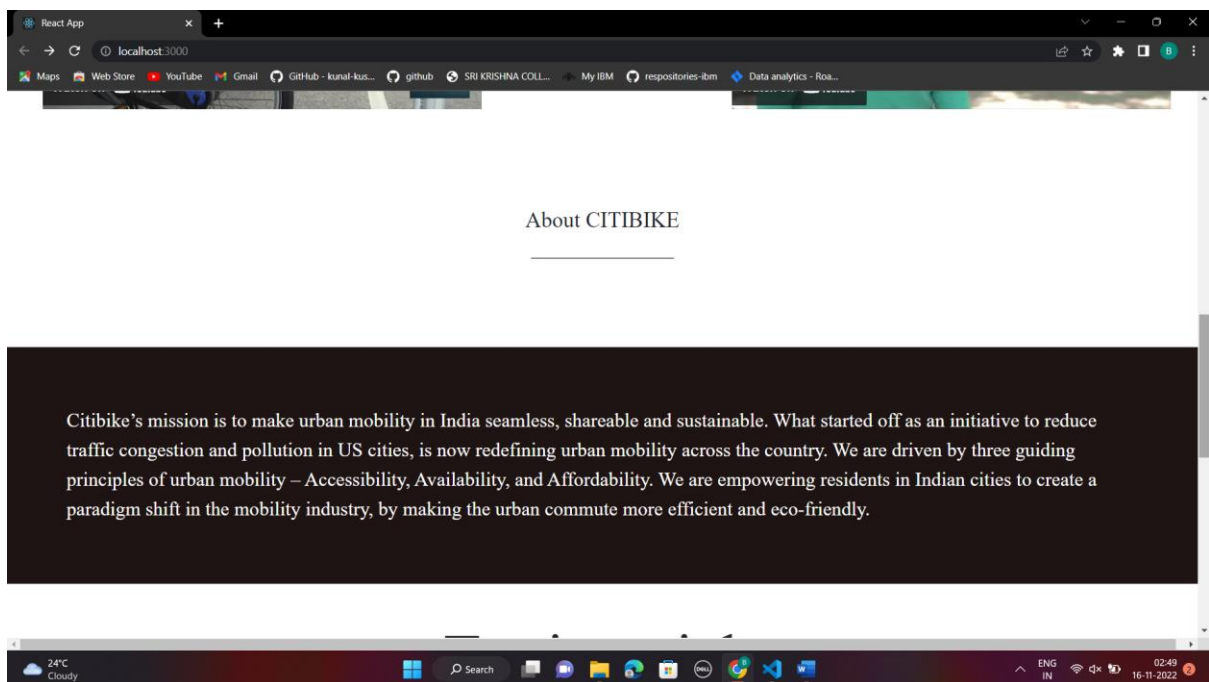 React App
localhost:3000
Maps Web Store YouTube Gmail GitHub - kunal-kus... github SRI KRISHNA COLL... My IBM respositories-ibm Data analytics - Roa...
About CITIBIKE
Citibike’s mission is to make urban mobility in India seamless, shareable and sustainable. What started off as an initiative to reduce
traffic congestion and pollution in US cities, is now redefining urban mobility across the country. We are driven by three guiding
principles of urban mobility – Accessibility, Availability, and Affordability. We are empowering residents in Indian cities to create a
paradigm shift in the mobility industry, by making the urban commute more efficient and eco-friendly.
24°C
Cloudy
Search
ENG
IN
02:49
16-11-2022
2